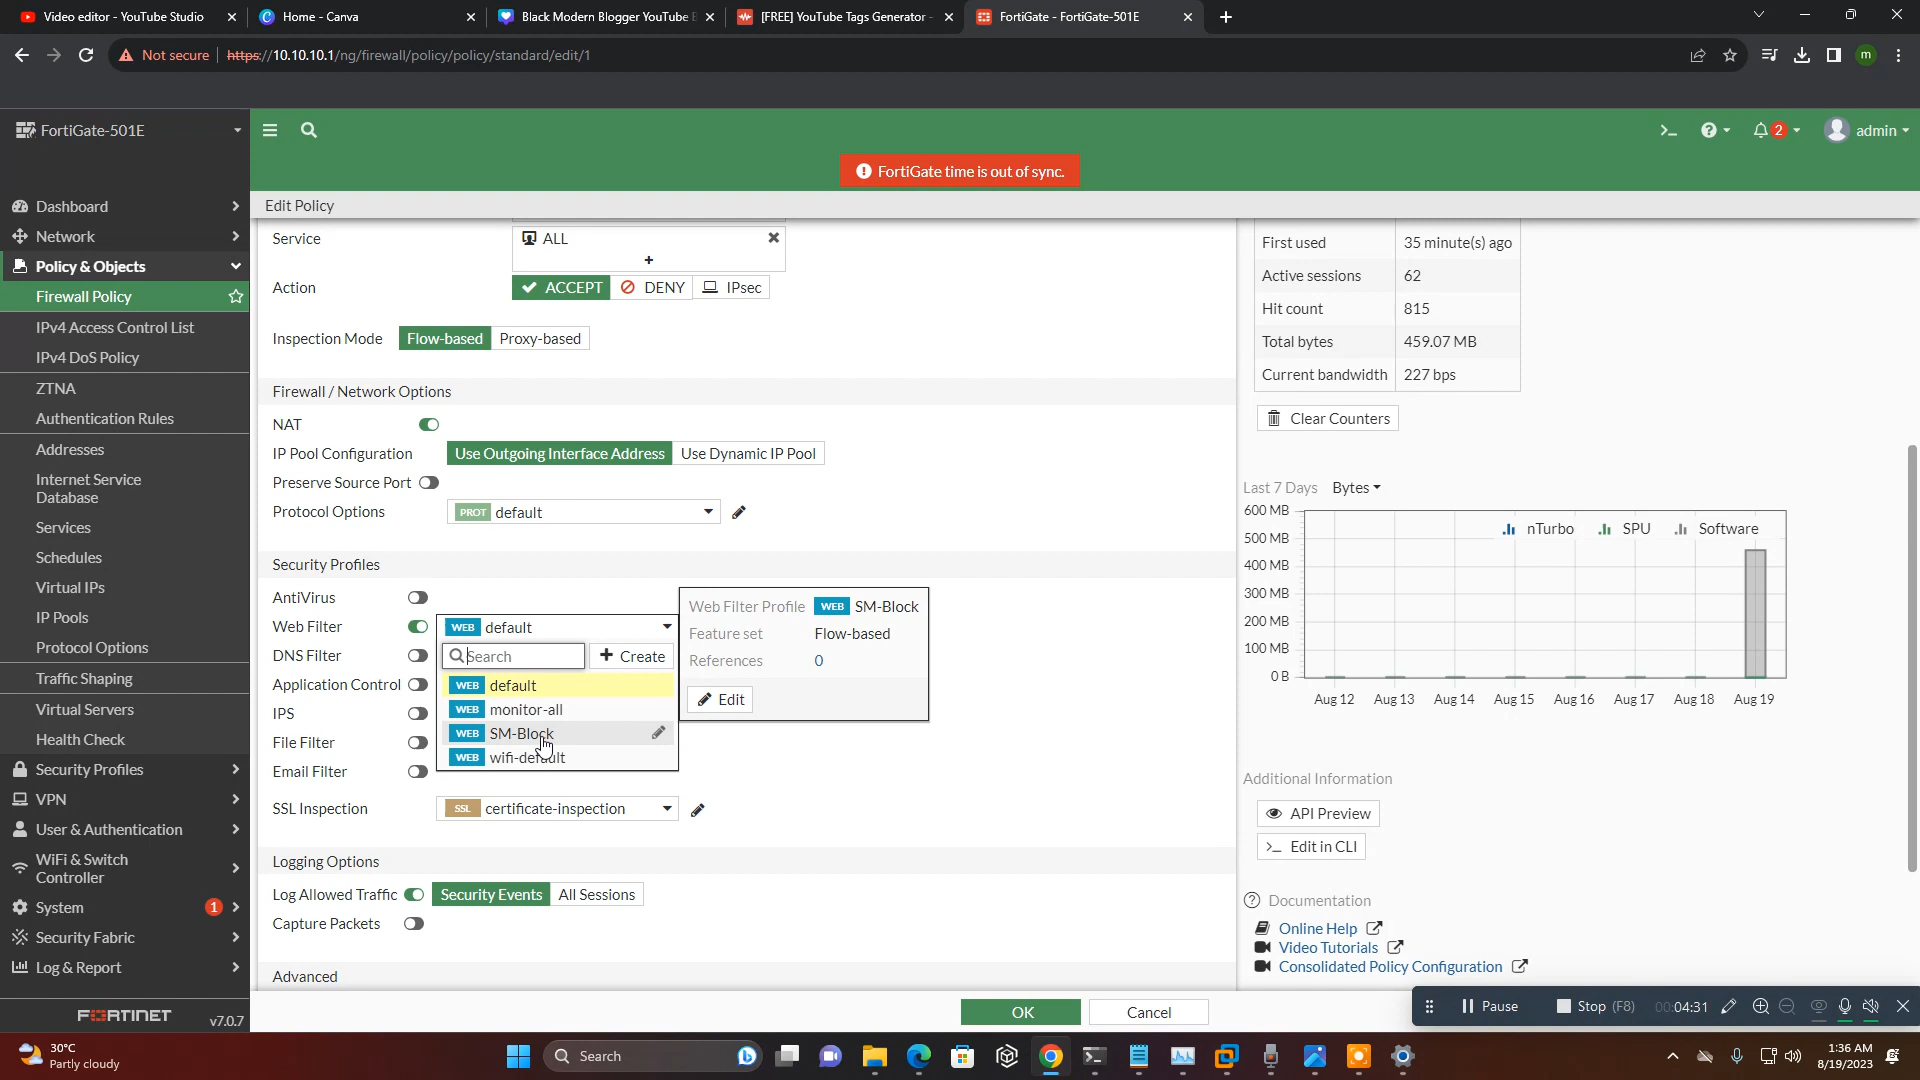 Video editor - YouTube Studio
Home - Canva
Black Modern Blogger YouTube B
[FREE] YouTube Tags Generator -
FortiGate - FortiGate-501E
Not secure
https://10.10.10.1/ng/firewall/policy/policy/standard/edit/1
m
FortiGate-501E
2
admin
FortiGate time is out of sync.
Dashboard
Network
Policy & Objects
Firewall Policy
IPv4 Access Control List
IPv4 DoS Policy
ZTNA
Authentication Rules
Addresses
Internet Service
Database
Services
Schedules
Virtual IPs
IP Pools
Protocol Options
Traffic Shaping
Virtual Servers
Health Check
Security Profiles
VPN
User & Authentication
WiFi & Switch
Controller
System 1
Security Fabric
Log & Report
FORTINET v7.0.7
Edit Policy
Service ALL
+
Action ACCEPT DENY IPsec
Inspection Mode Flow-based Proxy-based
Firewall / Network Options
NAT
IP Pool Configuration Use Outgoing Interface Address Use Dynamic IP Pool
Preserve Source Port
Protocol Options PROT default
Security Profiles
AntiVirus
Web Filter WEB default
DNS Filter Search + Create
Application Control WEB default
IPS WEB monitor-all
File Filter WEB SM-Block
WEB wifi-default
Email Filter
SSL Inspection SSL certificate-inspection
Web Filter Profile WEB SM-Block
Feature set Flow-based
References 0
Edit
Logging Options
Log Allowed Traffic Security Events All Sessions
Capture Packets
Advanced
OK Cancel
First used 35 minute(s) ago
Active sessions 62
Hit count 815
Total bytes 459.07 MB
Current bandwidth 227 bps
Clear Counters
Last 7 Days Bytes
600 MB
500 MB
400 MB
300 MB
200 MB
100 MB
0 B
nTurbo SPU Software
Aug 12 Aug 13 Aug 14 Aug 15 Aug 16 Aug 17 Aug 18 Aug 19
Additional Information
API Preview
Edit in CLI
Documentation
Online Help
Video Tutorials
Consolidated Policy Configuration
Pause Stop (F8) 00:04:31
30°C
Partly cloudy
Search
1:36 AM
8/19/2023